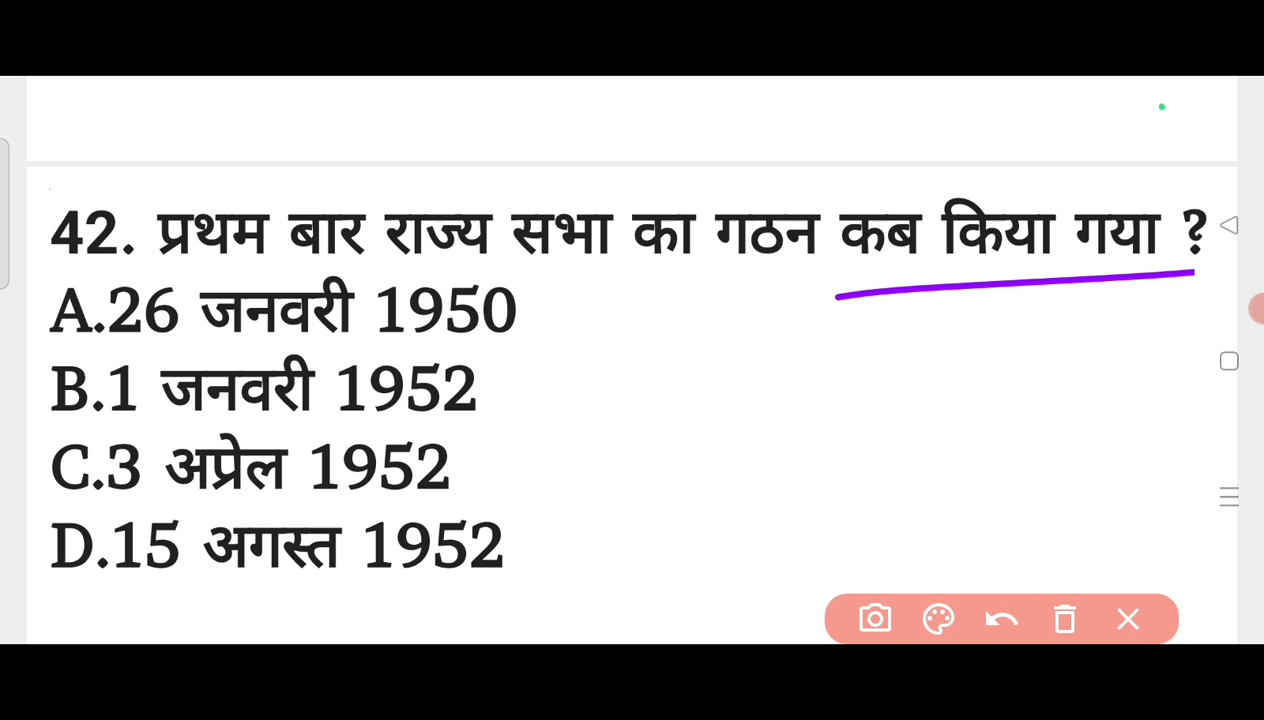 42. प्रथम बार राज्य सभा का गठन कब किया गया ?
A.26 जनवरी 1950
B.1 जनवरी 1952
C.3 अप्रेल 1952
D.15 अगस्त 1952